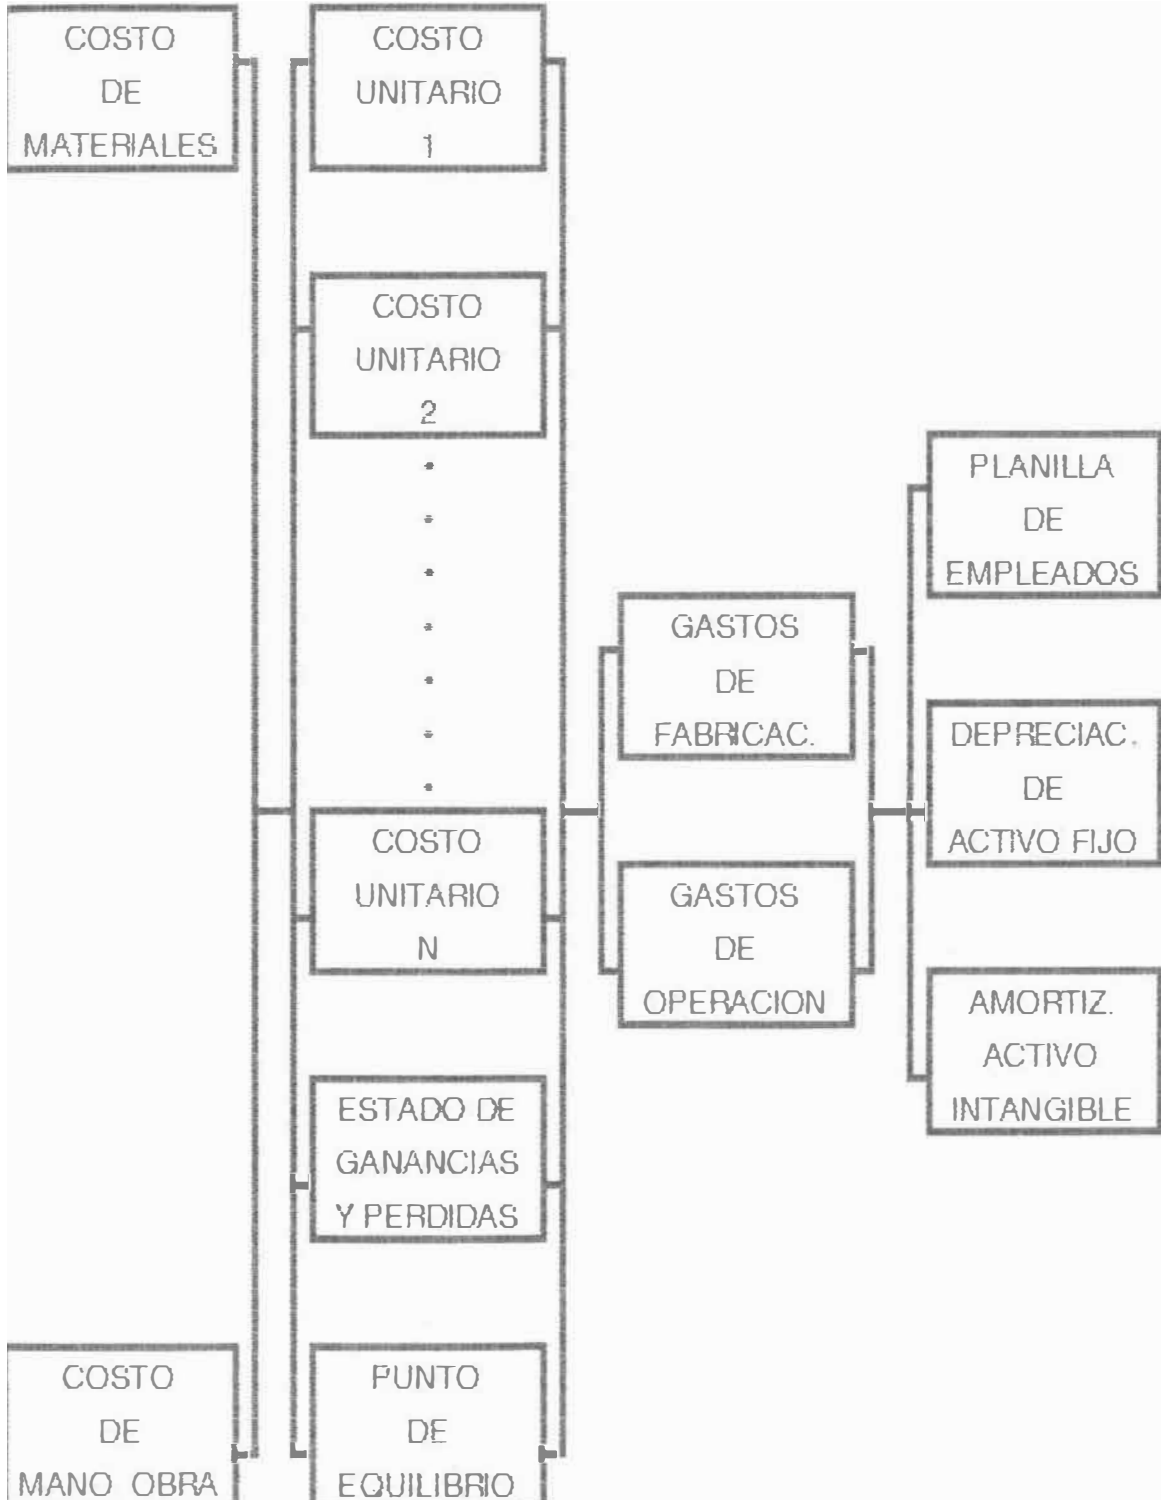 COSTO
DE
MATERIALES
COSTO
UNITARIO
1
COSTO
UNITARIO
2
COSTO
UNITARIO
N
ESTADO DE
GANANCIAS
Y PERDIDAS
COSTO
DE
MANO OBRA
PUNTO
DE
EQUILIBRIO
GASTOS
DE
FABRICAC.
GASTOS
DE
OPERACION
PLANILLA
DE
EMPLEADOS
DEPRECIAC.
DE
ACTIVO FIJO
AMORTIZ.
ACTIVO
INTANGIBLE